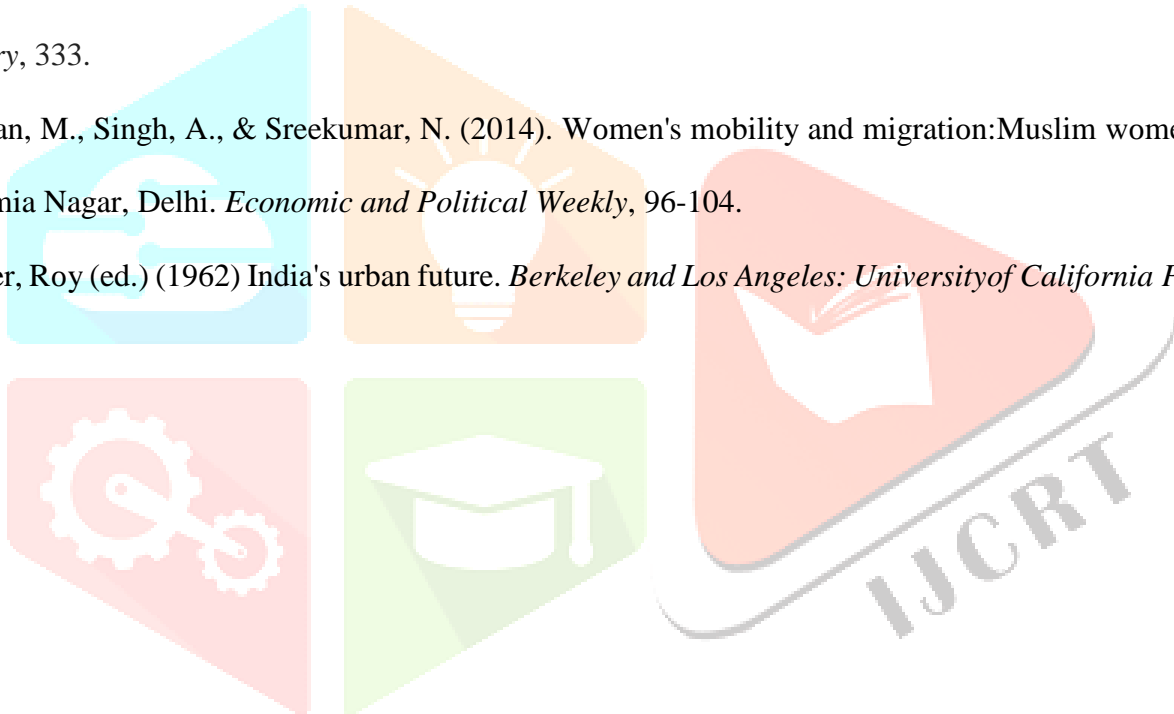 ry, 333.
an, M., Singh, A., & Sreekumar, N. (2014). Women's mobility and migration:Muslim wome
mia Nagar, Delhi. Economic and Political Weekly, 96-104.
er, Roy (ed.) (1962) India's urban future. Berkeley and Los Angeles: Universityof California P
IJCRT